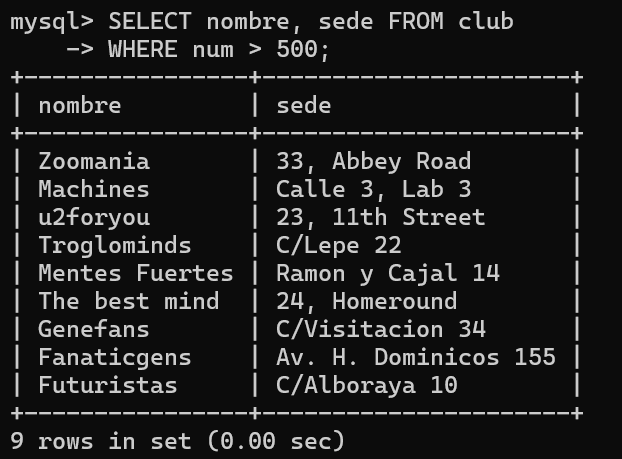 mysql> SELECT nombre, sede FROM club
    -> WHERE num > 500;
+----------------+----------------------+
| nombre         | sede                 |
+----------------+----------------------+
| Zoomania       | 33, Abbey Road       |
| Machines       | Calle 3, Lab 3       |
| u2foryou       | 23, 11th Street      |
| Troglominds    | C/Lepe 22            |
| Mentes Fuertes | Ramon y Cajal 14     |
| The best mind  | 24, Homeround        |
| Genefans       | C/Visitacion 34      |
| Fanaticgens    | Av. H. Dominicos 155 |
| Futuristas     | C/Alboraya 10        |
+----------------+----------------------+
9 rows in set (0.00 sec)